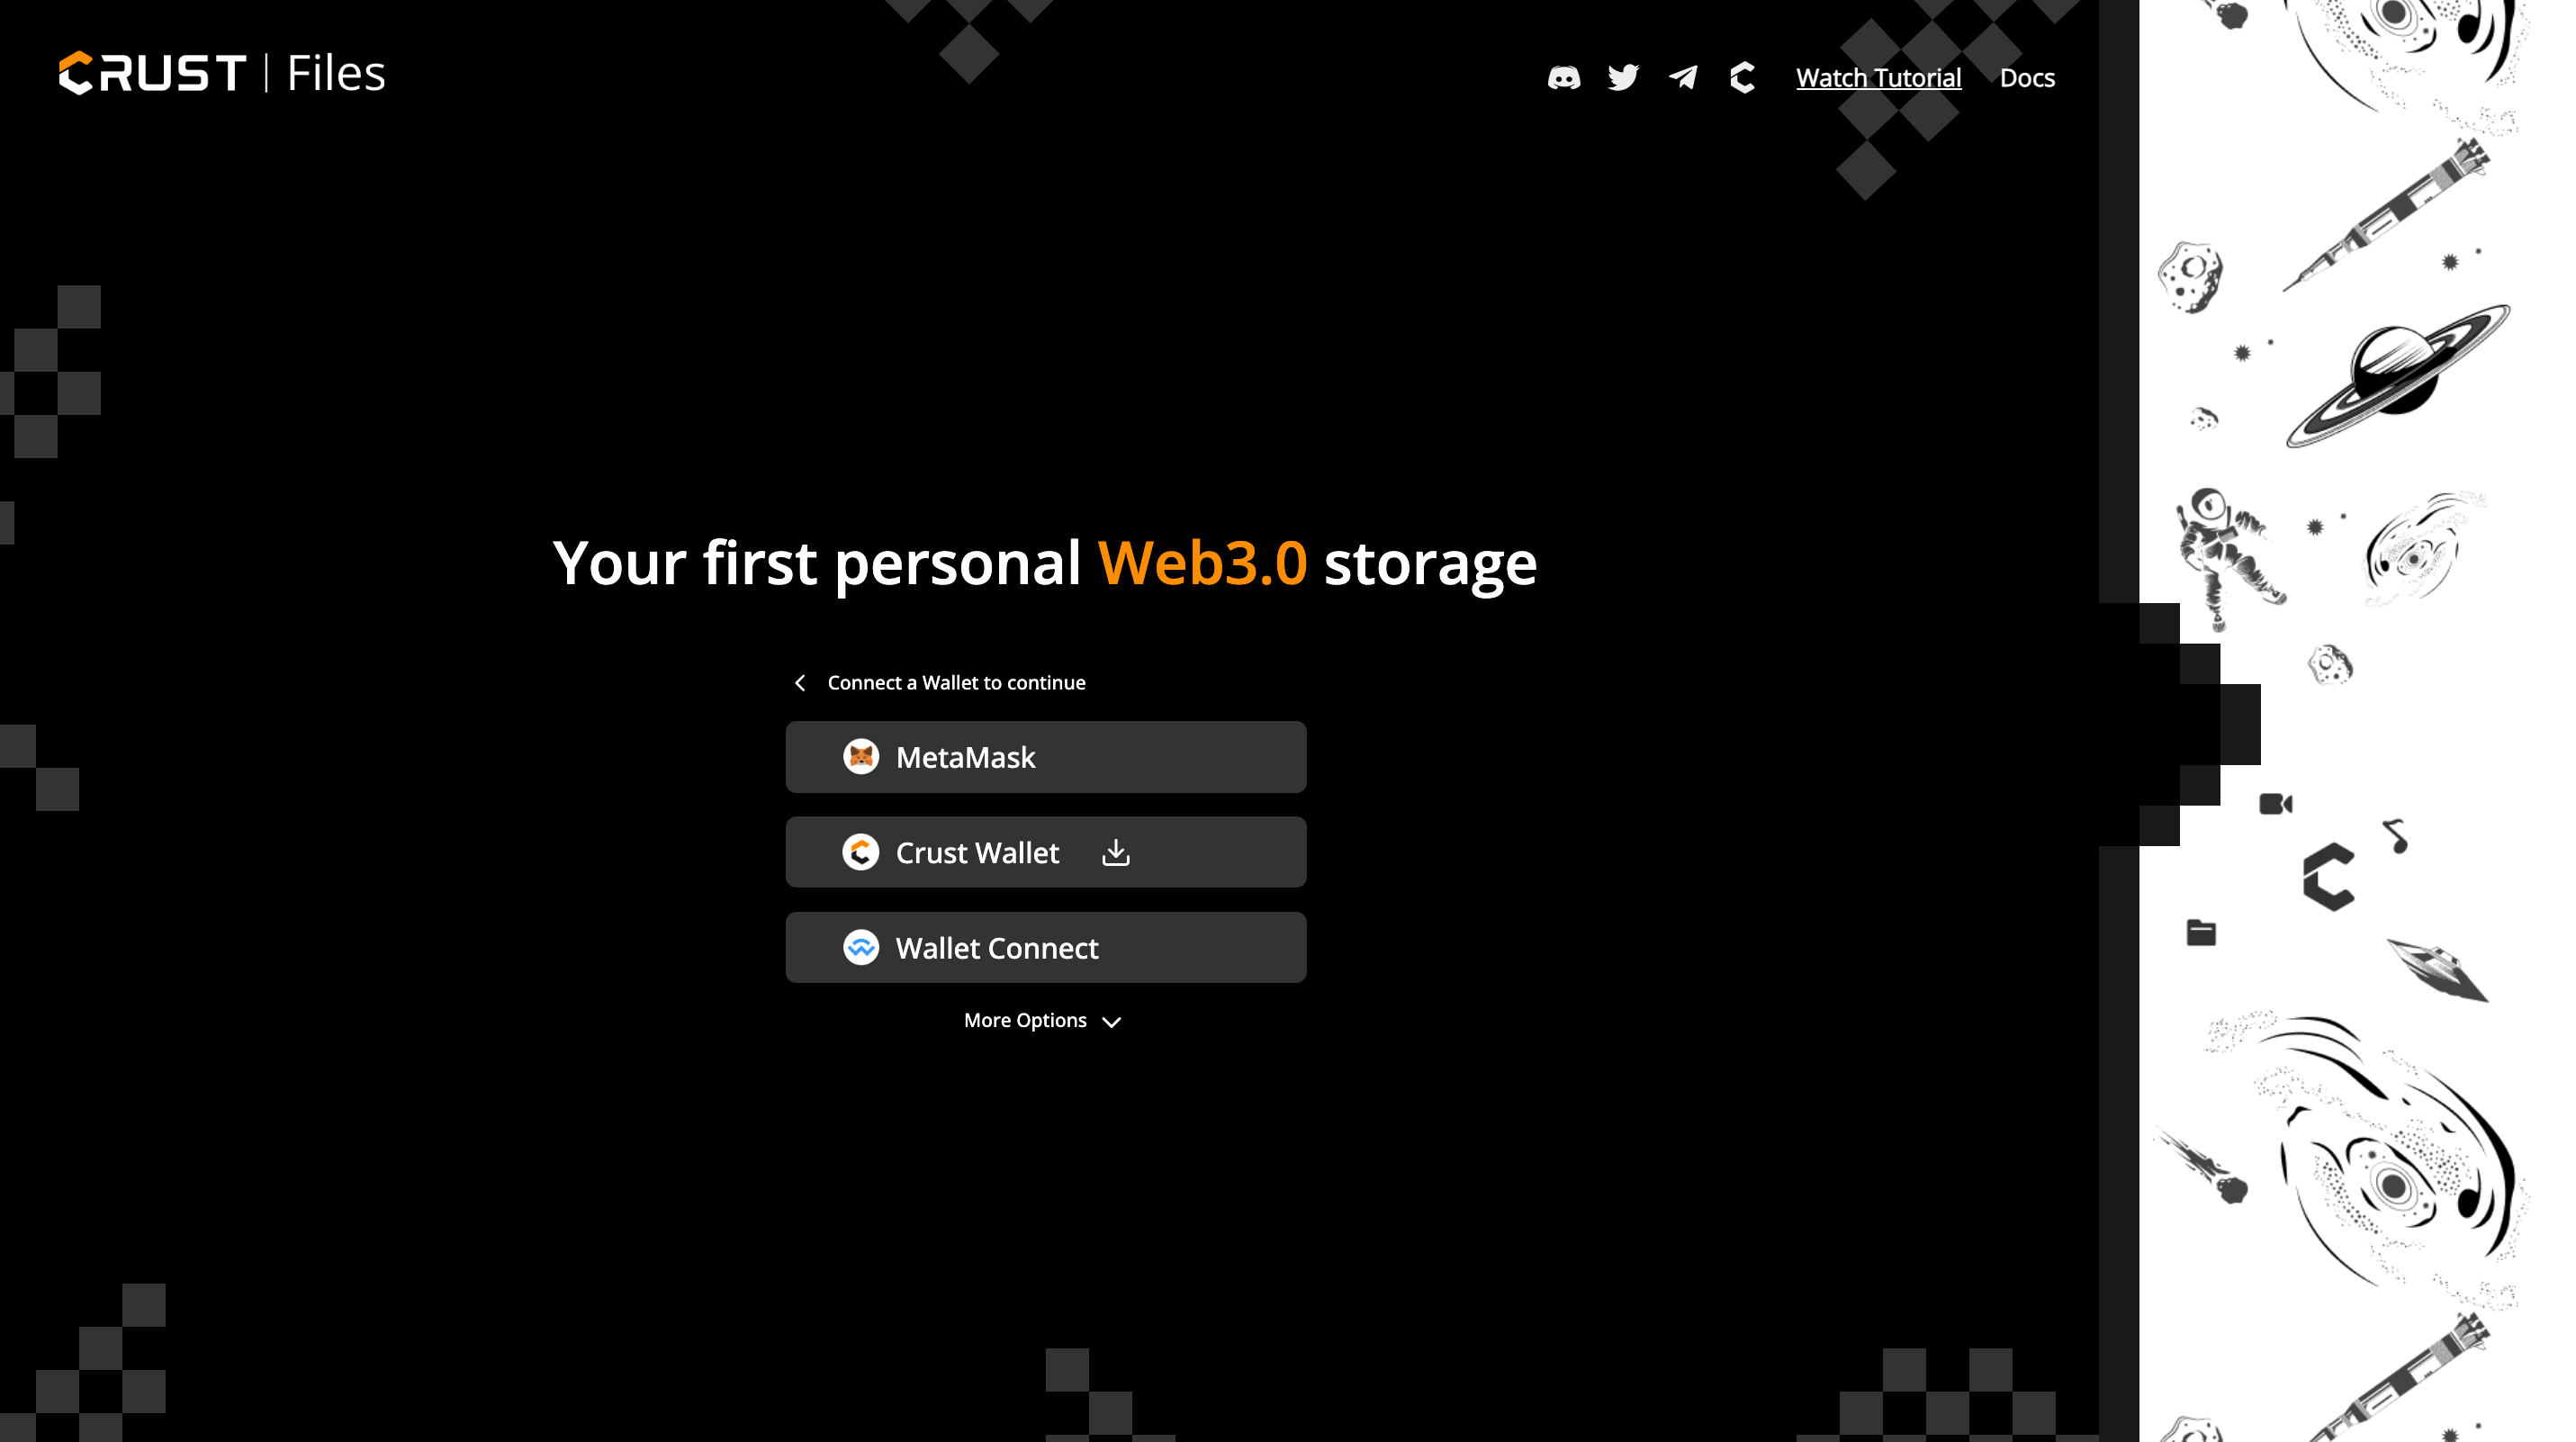 CRUST | Files
Watch Tutorial
Docs
Your first personal Web3.0 storage
Connect a Wallet to continue
MetaMask
Crust Wallet
Wallet Connect
More Options